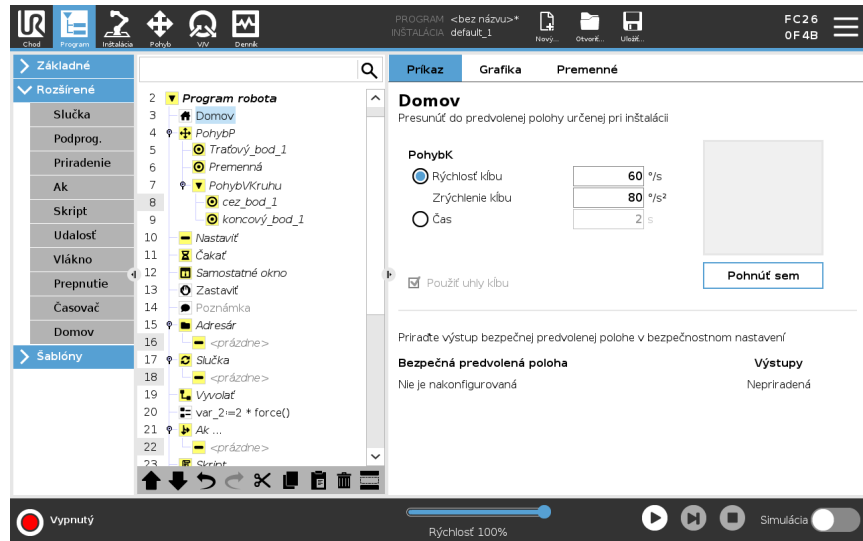 PROGRAM <bez názvu>*
INŠTALÁCIA default_1
FC26
0F4B
Chod Program Inštalácia Pohyb V/V Denník Nový... Otvoriť... Uložiť...
Základné
Rozšírené
Slučka
Podprog.
Priradenie
Ak
Skript
Udalosť
Vlákno
Prepnutie
Časovač
Domov
Šablóny
2 Program robota
3 Domov
4 PohybP
5 Traťový_bod_1
6 Premenná
7 PohybVKruhu
8 cez_bod_1
9 koncový_bod_1
10 Nastaviť
11 Čakať
12 Samostatné okno
13 Zastaviť
14 Poznámka
15 Adresár
16 <prázdne>
17 Slučka
18 <prázdne>
19 Vyvolať
20 var_2≔2 * force()
21 Ak ...
22 <prázdne>
23 Skript
Príkaz Grafika Premenné
Domov
Presunúť do predvolenej polohy určenej pri inštalácii
PohybK
Rýchlosť kĺbu 60 °/s
Zrýchlenie kĺbu 80 °/s²
Čas 2 s
Pohnúť sem
Použiť uhly kĺbu
Priraďte výstup bezpečnej predvolenej polohe v bezpečnostnom nastavení
Bezpečná predvolená poloha Výstupy
Nie je nakonfigurovaná Nepriradená
Vypnutý
Rýchlosť 100%
Simulácia